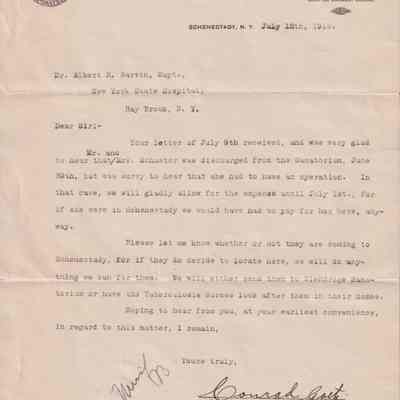 SCHENECTADY, N. Y. July 12th, 1919.
Dr. Albert H. Garvin, Supt.,
New York State Hospital,
Ray Brook, N. Y.
Dear Sir:-
Your letter of July 9th received, and was very glad
Mr. and
to hear that/Mrs. Schuster was discharged from the Sanatorium, June
but was sorry to hear that she had to have an operation. In
that case, we will gladly allow for the expense until July 1st., for
if she were in Schenectady we would have had to pay for her here, any-
way.
Please let me know whether or not they are coming to
Schenectady, for if they do decide to locate here, we will do any-
thing we can for them. We will either send them to Glenridge Sana-
torium or have the Tuberculosis Nurses look after them in their homes.
Hoping to hear from you, at your earliest convenience,
in regard to this matter, I remain,
Yours truly,
Conrad Goetz